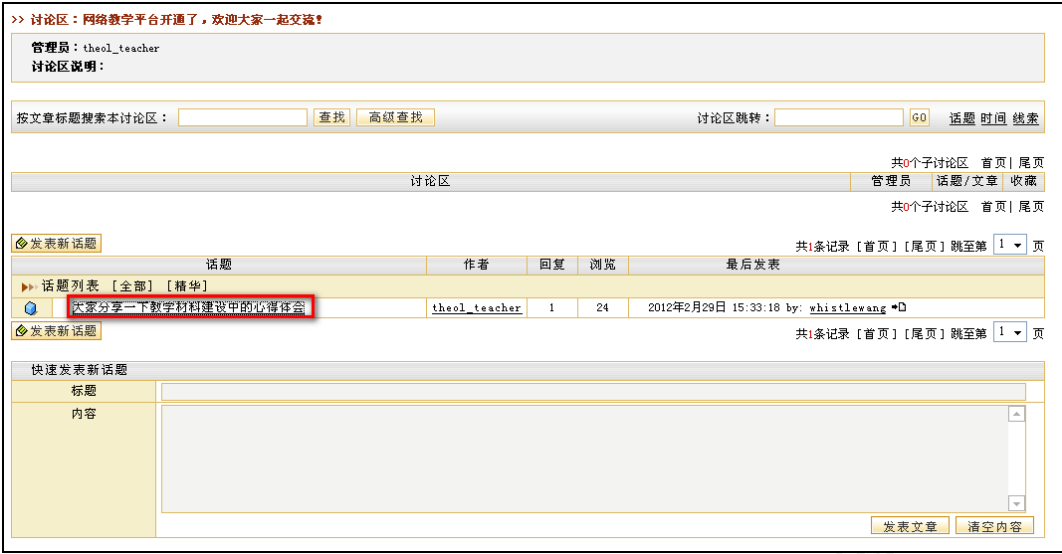 >> 讨论区：网络教学平台开通了，欢迎大家一起交流！
管理员：theol_teacher
讨论区说明：
按文章标题搜索本讨论区： 查找 高级查找 讨论区跳转： GO 话题 时间 线索
共0个子讨论区 首页| 尾页
讨论区 管理员 话题/文章 收藏
共0个子讨论区 首页| 尾页
发表新话题 共1条记录 [首页] [尾页] 跳至第 1 页
话题 作者 回复 浏览 最后发表
话题列表 [全部] [精华]
大家分享一下教学材料建设中的心得体会 theol_teacher 1 24 2012年2月29日 15:33:18 by: whistlewang
发表新话题 共1条记录 [首页] [尾页] 跳至第 1 页
快速发表新话题
标题
内容
发表文章 清空内容